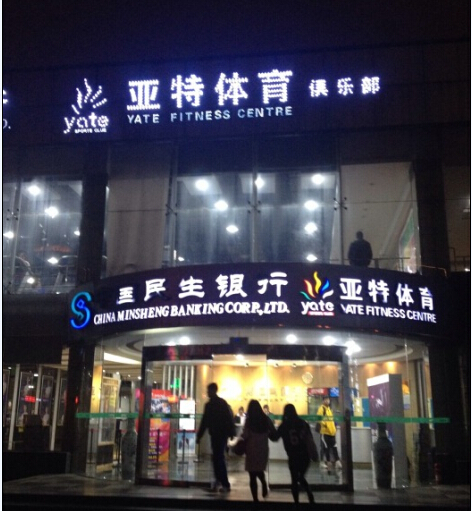 yate 亚特体育 俱乐部
SPORTS CLUB YATE FITNESS CENTRE
民生银行 yate 亚特体育
CHINA MINSHENG BANKING CORP.,LTD. YATE FITNESS CENTRE